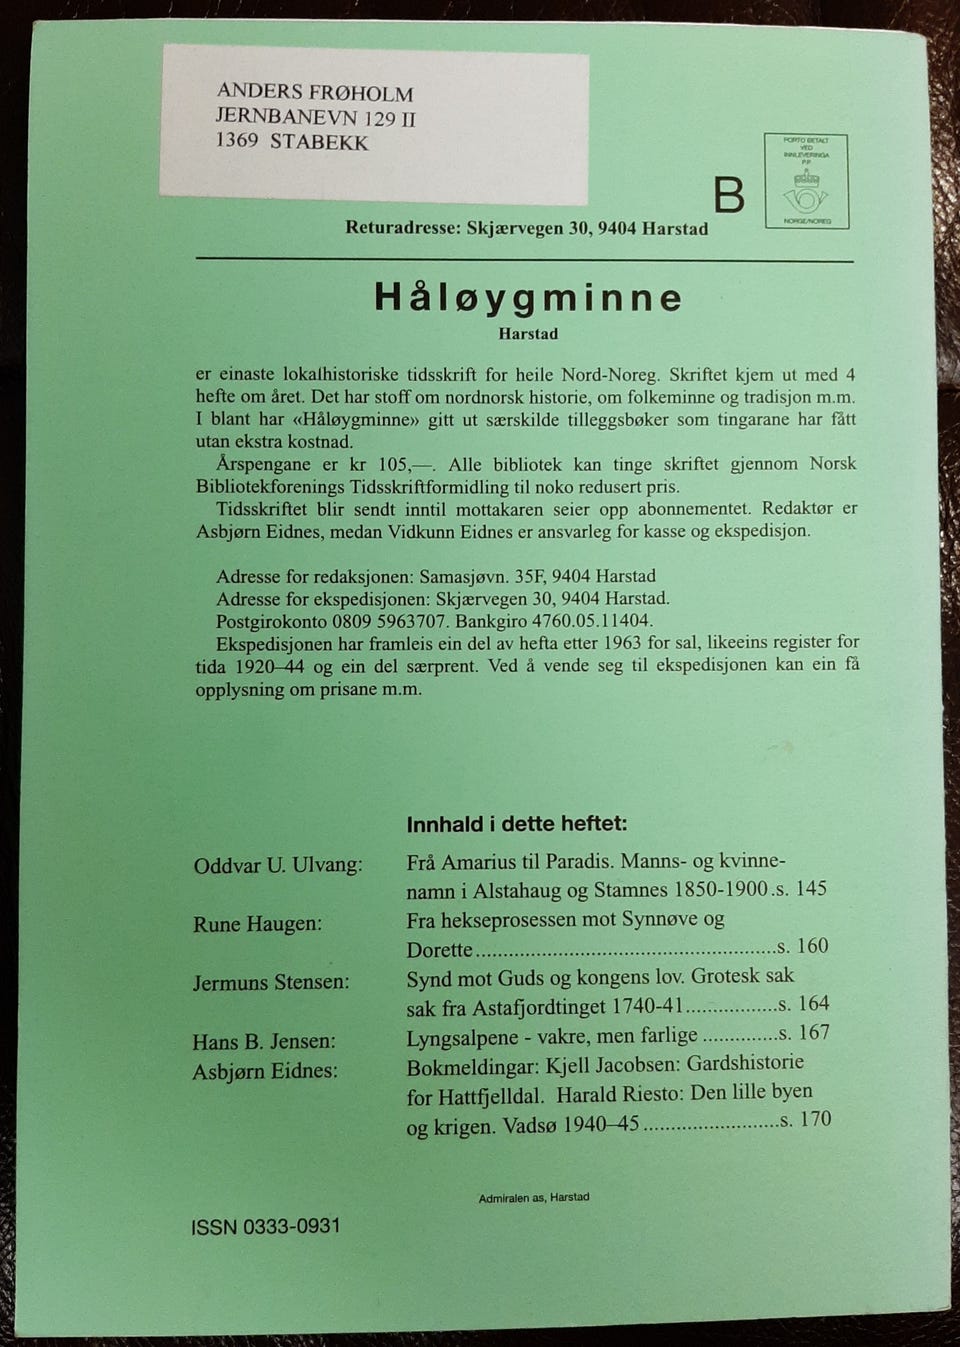 ANDERS FRØHOLM
JERNBANEVN 129 II
1369 STABEKK
PORTO BETALT
VED
INNLEVERINGA
P.P.
NORGE/NOREG
B
Returadresse: Skjærvegen 30, 9404 Harstad
Håløygminne
Harstad
er einaste lokalhistoriske tidsskrift for heile Nord-Noreg. Skriftet kjem ut med 4
hefte om året. Det har stoff om nordnorsk historie, om folkeminne og tradisjon m.m.
I blant har «Håløygminne» gitt ut særskilde tilleggsbøker som tingarane har fått
utan ekstra kostnad.
Årspengane er kr 105,—. Alle bibliotek kan tinge skriftet gjennom Norsk
Bibliotekforenings Tidsskriftformidling til noko redusert pris.
Tidsskriftet blir sendt inntil mottakaren seier opp abonnementet. Redaktør er
Asbjørn Eidnes, medan Vidkunn Eidnes er ansvarleg for kasse og ekspedisjon.
Adresse for redaksjonen: Samasjøvn. 35F, 9404 Harstad
Adresse for ekspedisjonen: Skjærvegen 30, 9404 Harstad.
Postgirokonto 0809 5963707. Bankgiro 4760.05.11404.
Ekspedisjonen har framleis ein del av hefta etter 1963 for sal, likeeins register for
tida 1920–44 og ein del særprent. Ved å vende seg til ekspedisjonen kan ein få
opplysning om prisane m.m.
Innhald i dette heftet:
Oddvar U. Ulvang: Frå Amarius til Paradis. Manns- og kvinne-
namn i Alstahaug og Stamnes 1850-1900.s. 145
Rune Haugen: Fra hekseprosessen mot Synnøve og
Dorette......................................................s. 160
Jermuns Stensen: Synd mot Guds og kongens lov. Grotesk sak
sak fra Astafjordtinget 1740-41.................s. 164
Hans B. Jensen: Lyngsalpene - vakre, men farlige ..............s. 167
Asbjørn Eidnes: Bokmeldingar: Kjell Jacobsen: Gardshistorie
for Hattfjelldal. Harald Riesto: Den lille byen
og krigen. Vadsø 1940–45.........................s. 170
Admiralen as, Harstad
ISSN 0333-0931